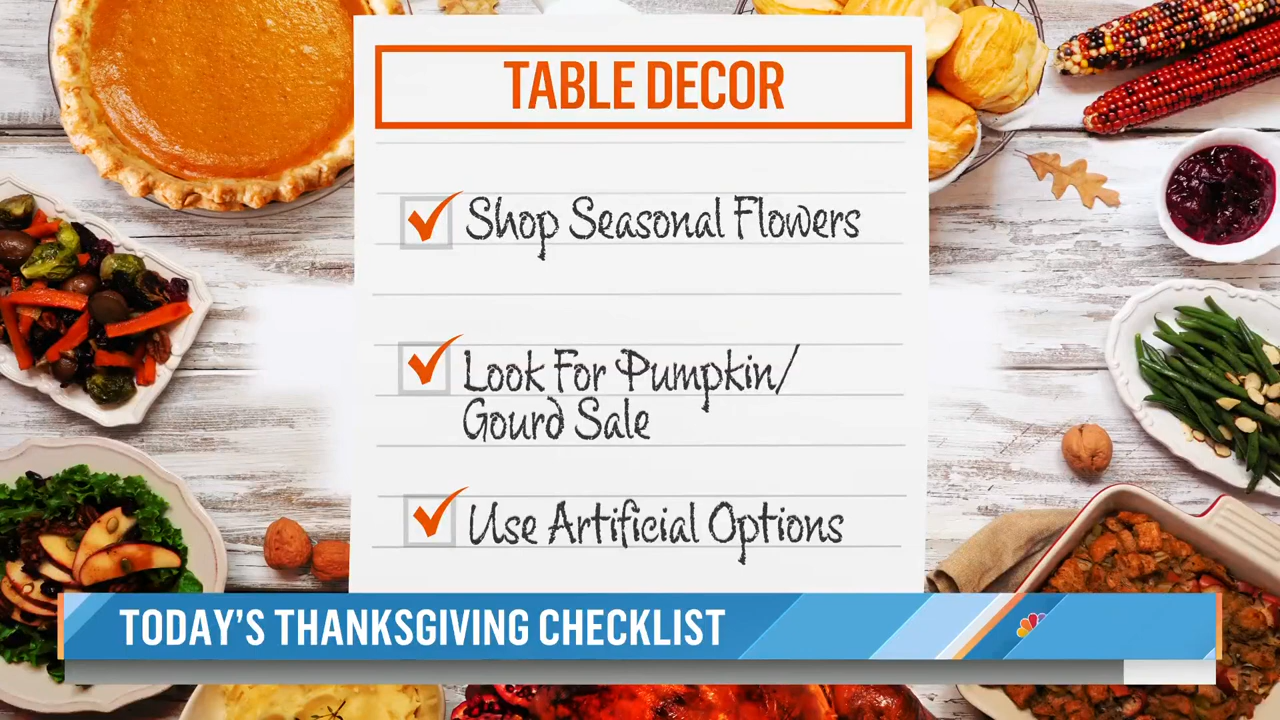 TABLE DECOR
Shop Seasonal Flowers
Look For Pumpkin/
Gourd Sale
Use Artificial Options
TODAY'S THANKSGIVING CHECKLIST